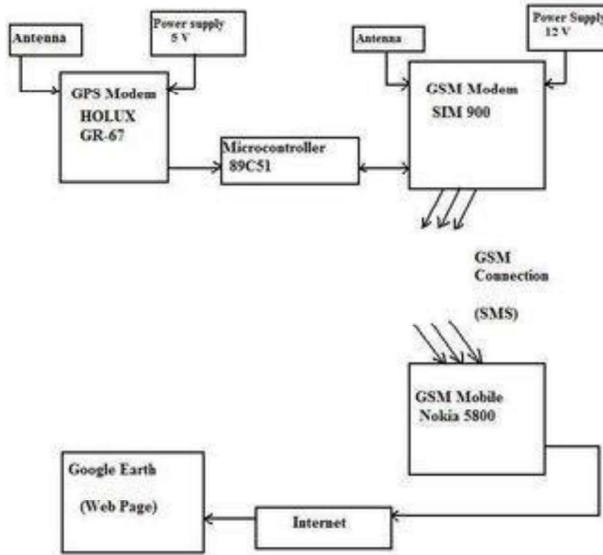 Antenna
Power supply
5 V
Antenna
Power Supply
12 V
GPS Modem
HOLUX
GR-67
GSM Modem
SIM 900
Microcontroller
89C51
GSM
Connection
(SMS)
GSM Mobile
Nokia 5800
Google Earth
(Web Page)
Internet